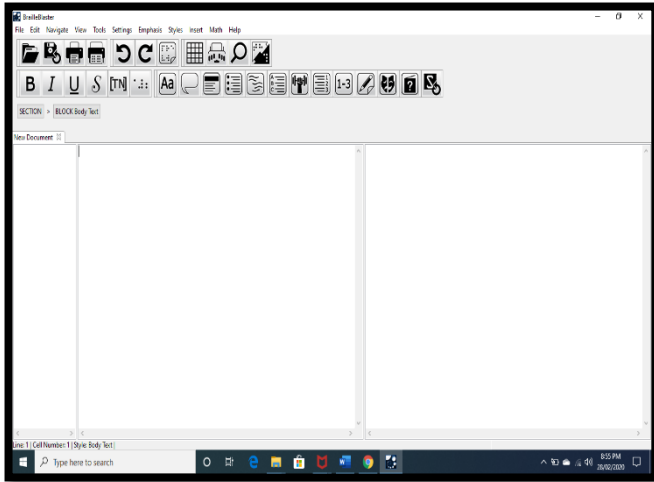 BrailleBlaster
File Edit Navigate View Tools Settings Emphasis Styles Insert Math Help
B I U S [TN] Aa 1-3 ?
SECTION > BLOCK Body Text
New Document
Line: 1 | Cell Number: 1 | Style: Body Text |
Type here to search
8:55 PM
26/02/2020